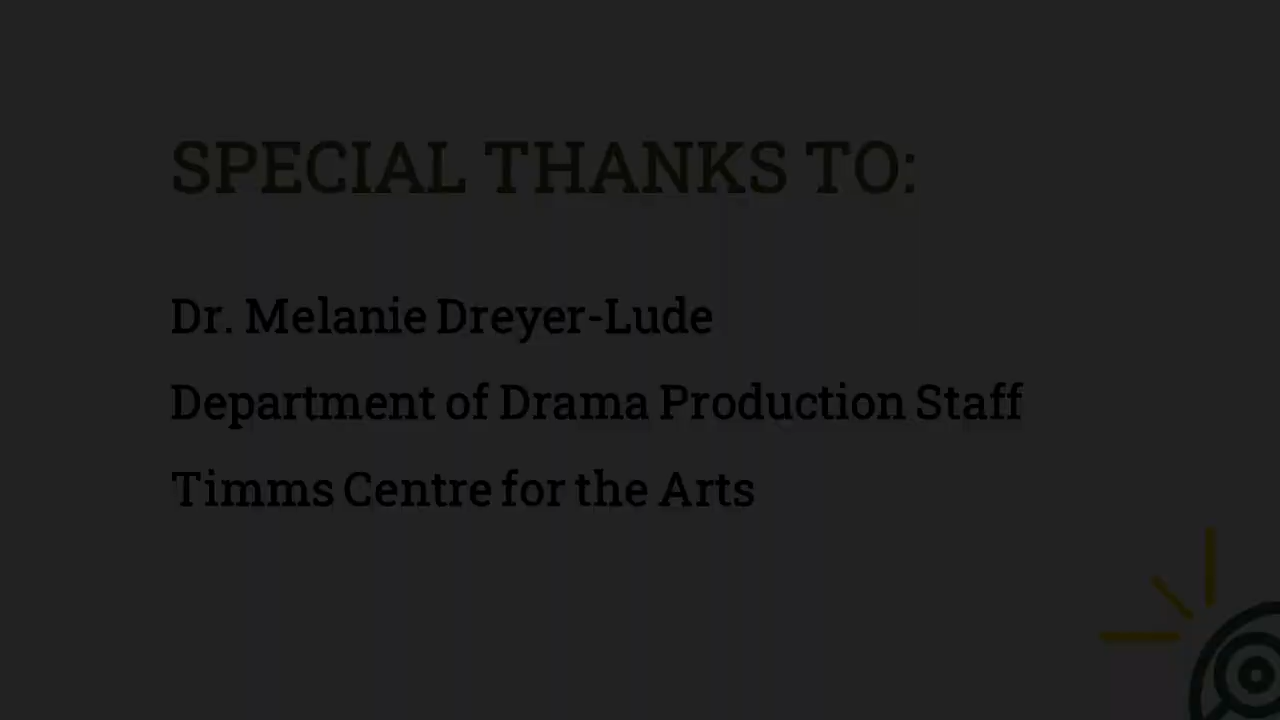 SPECIAL THANKS TO:
Dr. Melanie Dreyer-Lude
Department of Drama Production Staff
Timms Centre for the Arts